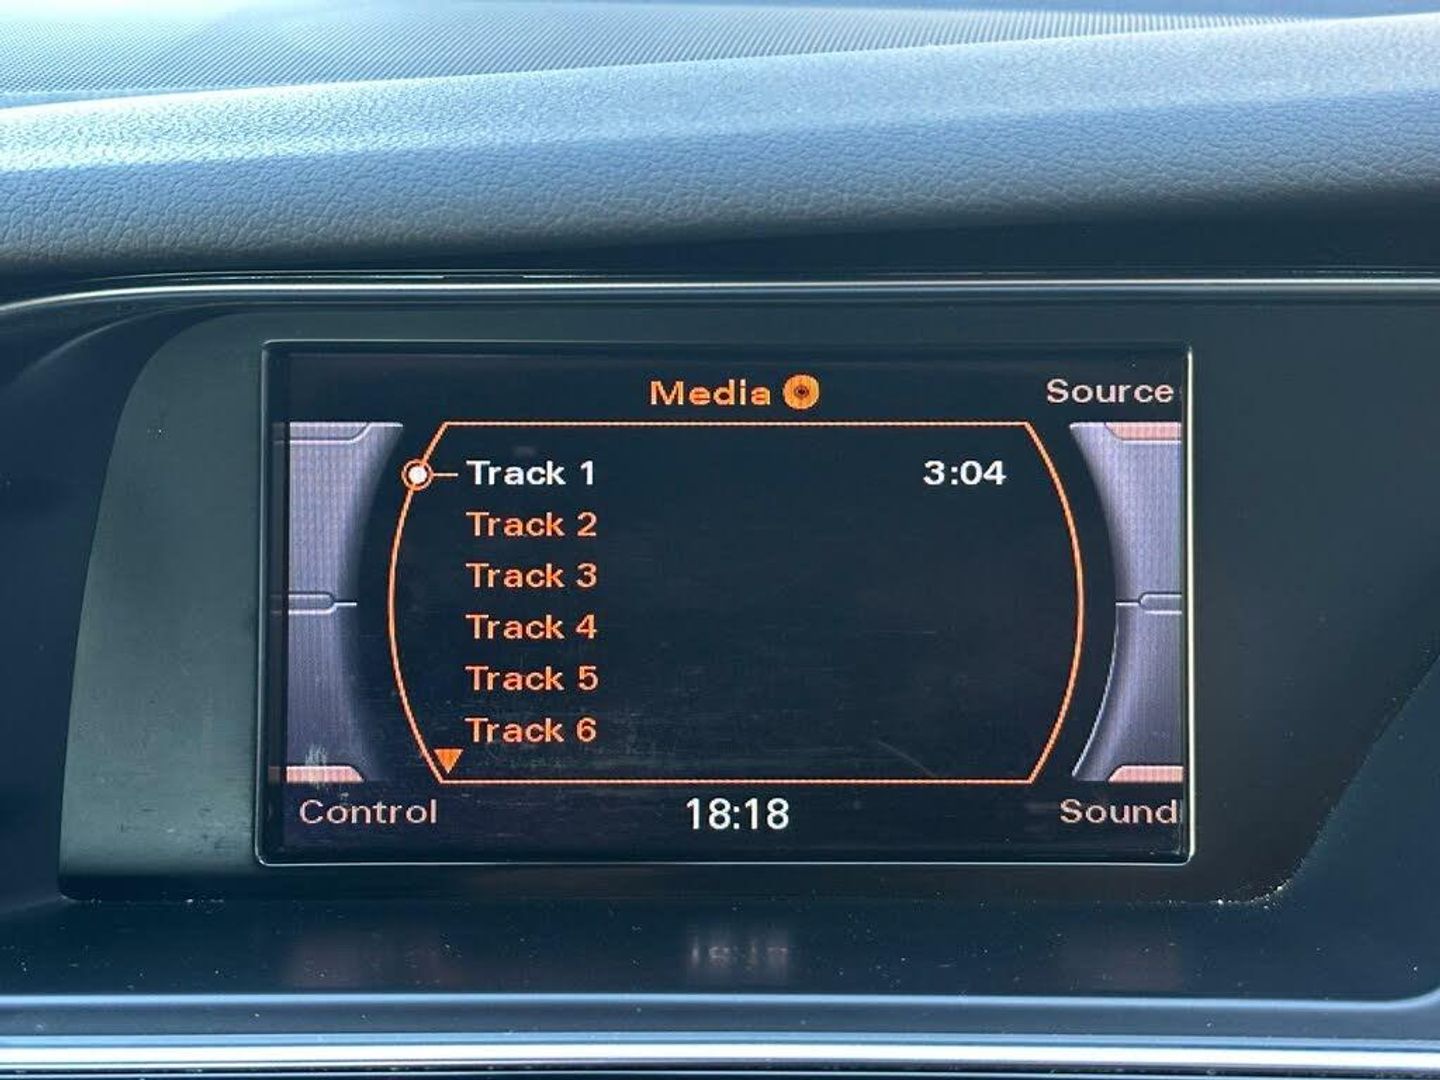 Media Source
Track 1 3:04
Track 2
Track 3
Track 4
Track 5
Track 6
Control 18:18 Sound